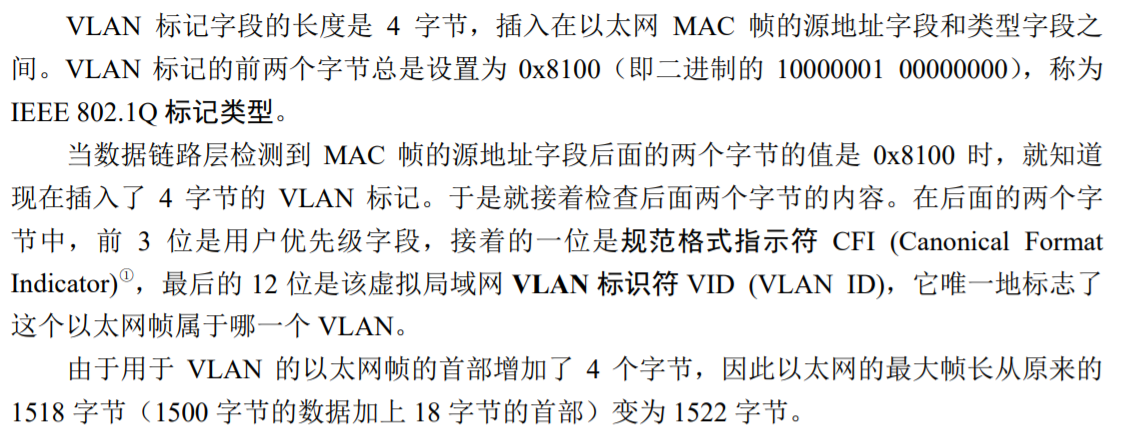 VLAN 标记字段的长度是 4 字节，插入在以太网 MAC 帧的源地址字段和类型字段之
间。VLAN 标记的前两个字节总是设置为 0x8100（即二进制的 10000001 00000000），称为
IEEE 802.1Q 标记类型。
当数据链路层检测到 MAC 帧的源地址字段后面的两个字节的值是 0x8100 时，就知道
现在插入了 4 字节的 VLAN 标记。于是就接着检查后面两个字节的内容。在后面的两个字
节中，前 3 位是用户优先级字段，接着的一位是规范格式指示符 CFI (Canonical Format
Indicator)①，最后的 12 位是该虚拟局域网 VLAN 标识符 VID (VLAN ID)，它唯一地标志了
这个以太网帧属于哪一个 VLAN。
由于用于 VLAN 的以太网帧的首部增加了 4 个字节，因此以太网的最大帧长从原来的
1518 字节（1500 字节的数据加上 18 字节的首部）变为 1522 字节。